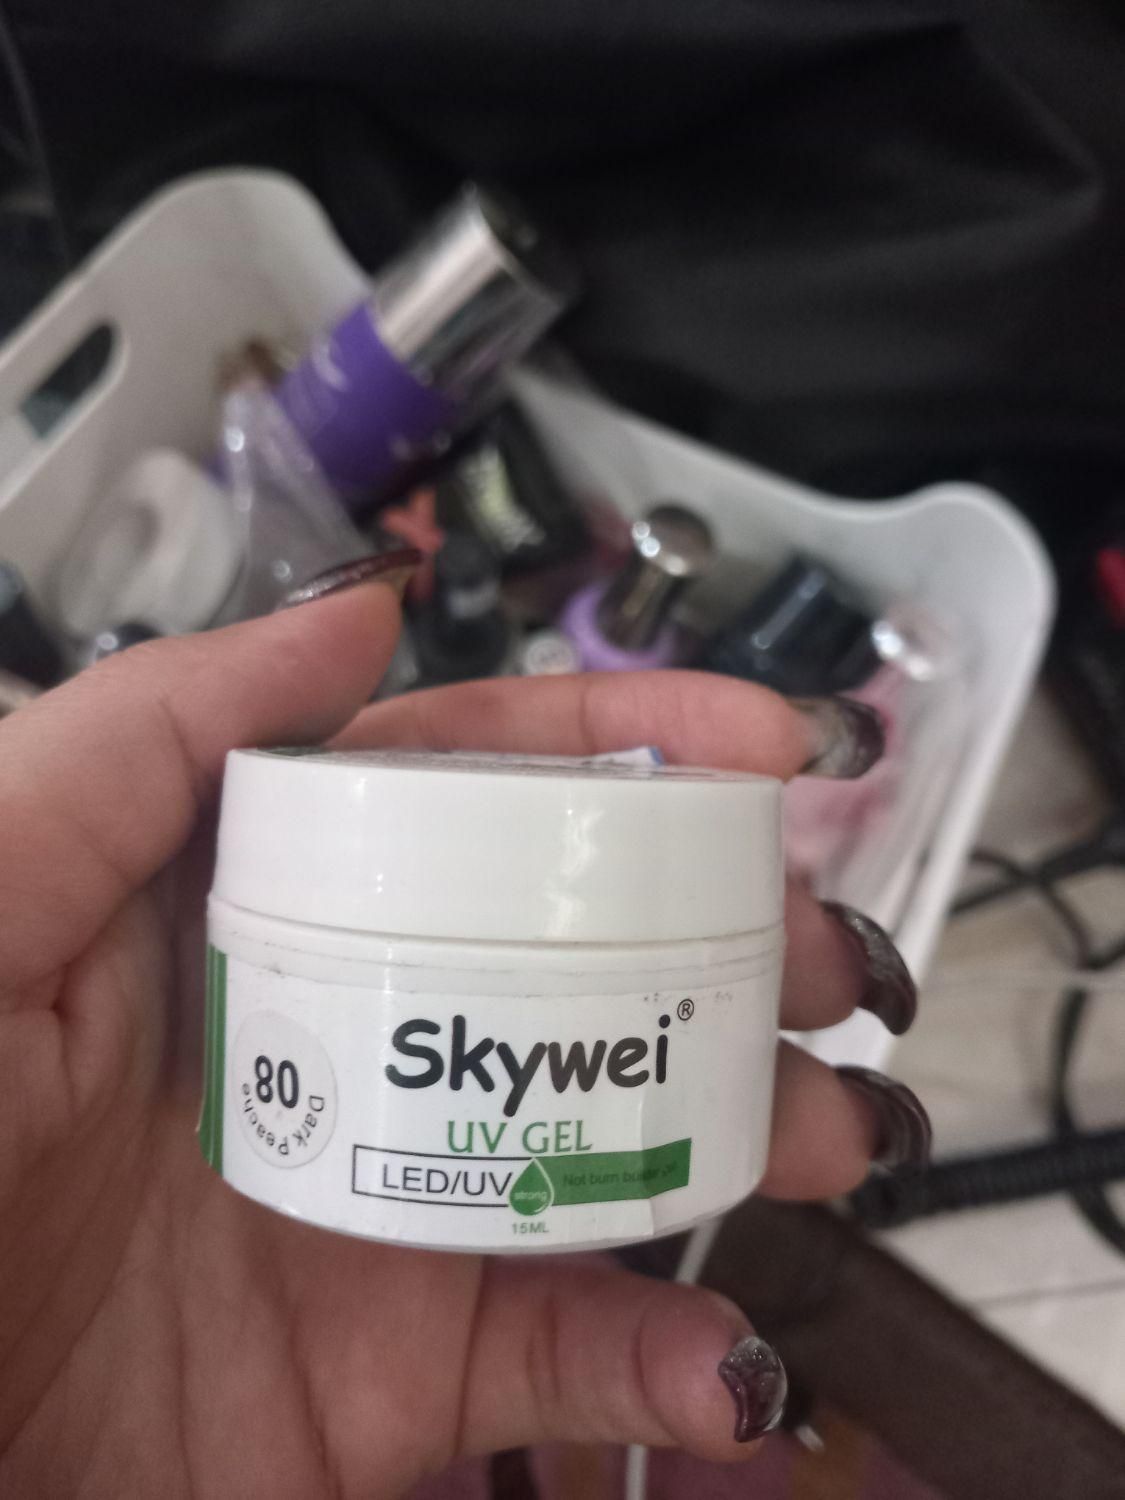 Skywei®
80
Dark Peache
UV GEL
LED/UV
strong
Not burn builder gel
15ML